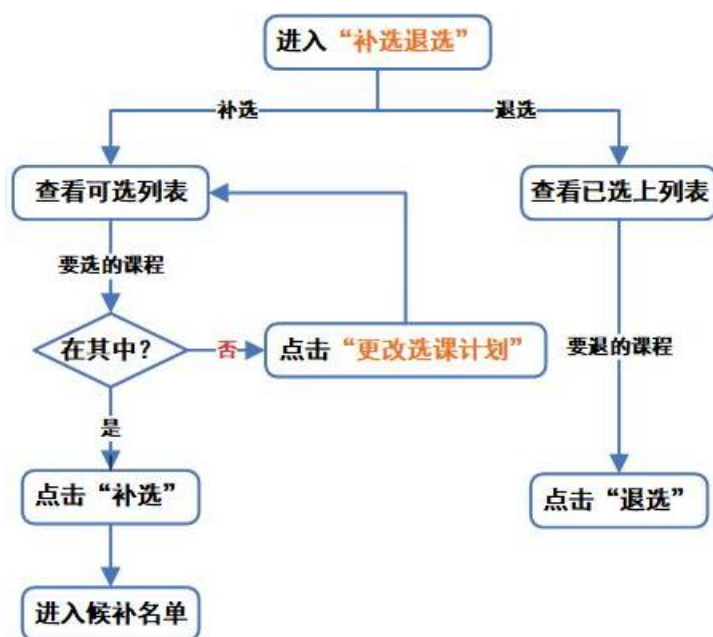 进入“补选退选”
补选
退选
查看可选列表
查看已选上列表
要选的课程
在其中？
否
点击“更改选课计划”
要退的课程
是
点击“补选”
点击“退选”
进入候补名单